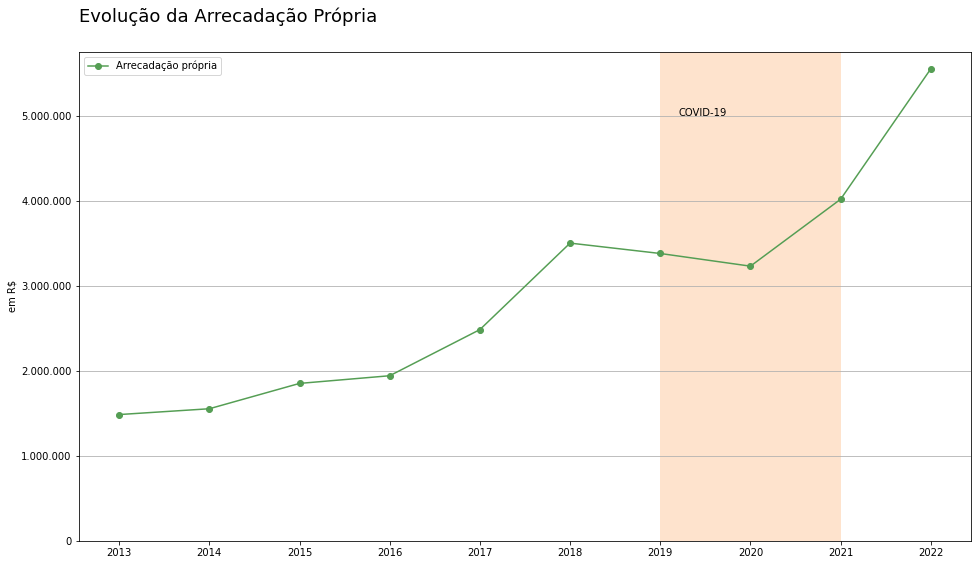 Evolução da Arrecadação Própria
Arrecadação própria
COVID-19
5.000.000
4.000.000
3.000.000
2.000.000
1.000.000
0
em R$
2013 2014 2015 2016 2017 2018 2019 2020 2021 2022